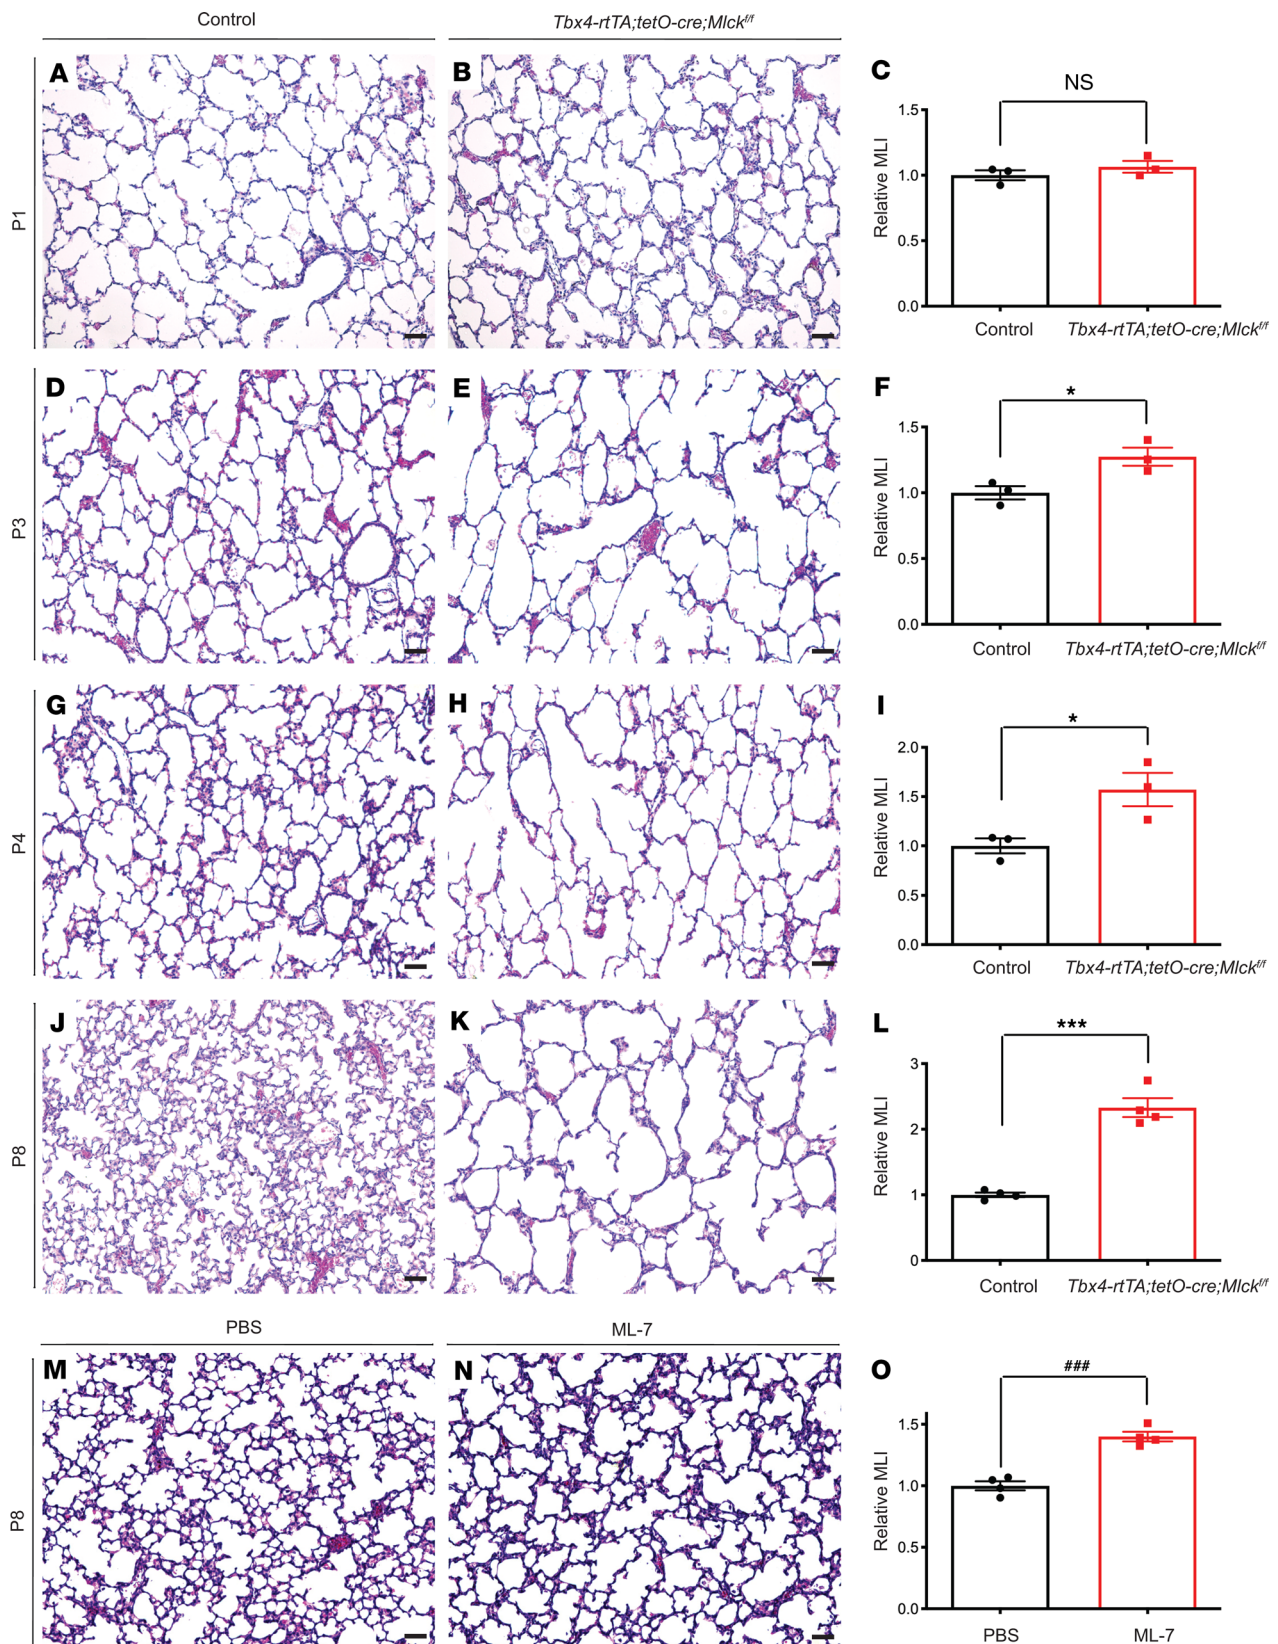 Control
Tbx4-rtTA;tetO-cre;Mlck^f/f
P1
A
B
C
NS
Relative MLI
1.5
1.0
0.5
0.0
Control
Tbx4-rtTA;tetO-cre;Mlck^f/f
P3
D
E
F
*
Relative MLI
1.5
1.0
0.5
0.0
Control
Tbx4-rtTA;tetO-cre;Mlck^f/f
P4
G
H
I
*
Relative MLI
2.0
1.5
1.0
0.5
0.0
Control
Tbx4-rtTA;tetO-cre;Mlck^f/f
P8
J
K
L
***
Relative MLI
3
2
1
0
Control
Tbx4-rtTA;tetO-cre;Mlck^f/f
PBS
ML-7
P8
M
N
O
###
Relative MLI
1.5
1.0
0.5
0.0
PBS
ML-7